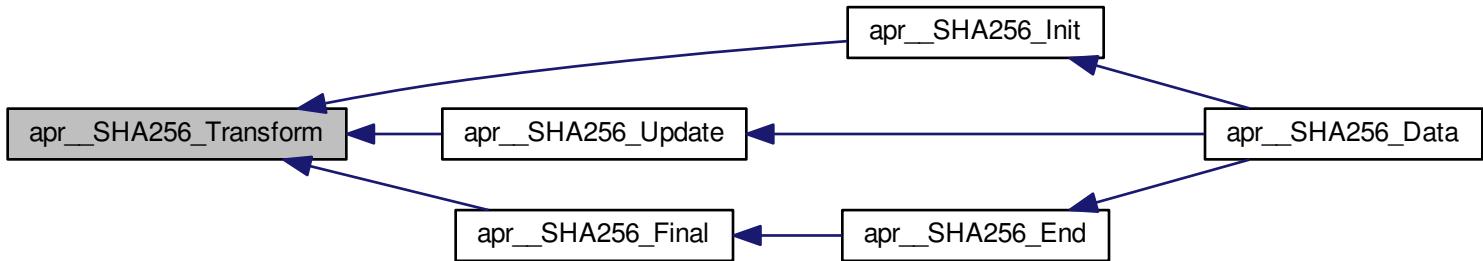 apr__SHA256_Init
apr__SHA256_Transform
apr__SHA256_Update
apr__SHA256_Data
apr__SHA256_Final
apr__SHA256_End